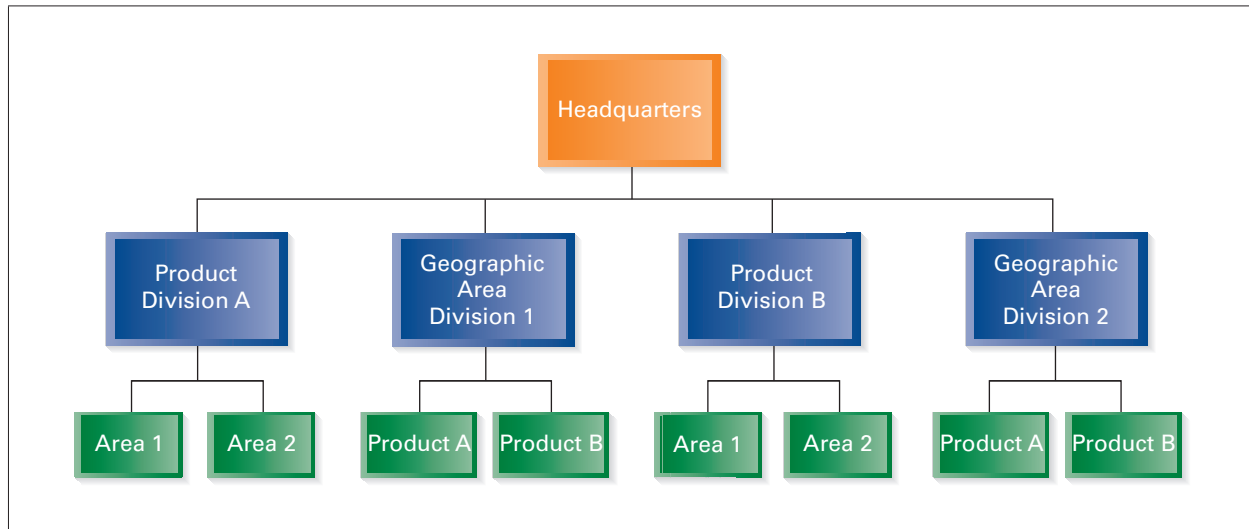 Headquarters
Product
Division A
Geographic
Area
Division 1
Product
Division B
Geographic
Area
Division 2
Area 1
Area 2
Product A
Product B
Area 1
Area 2
Product A
Product B